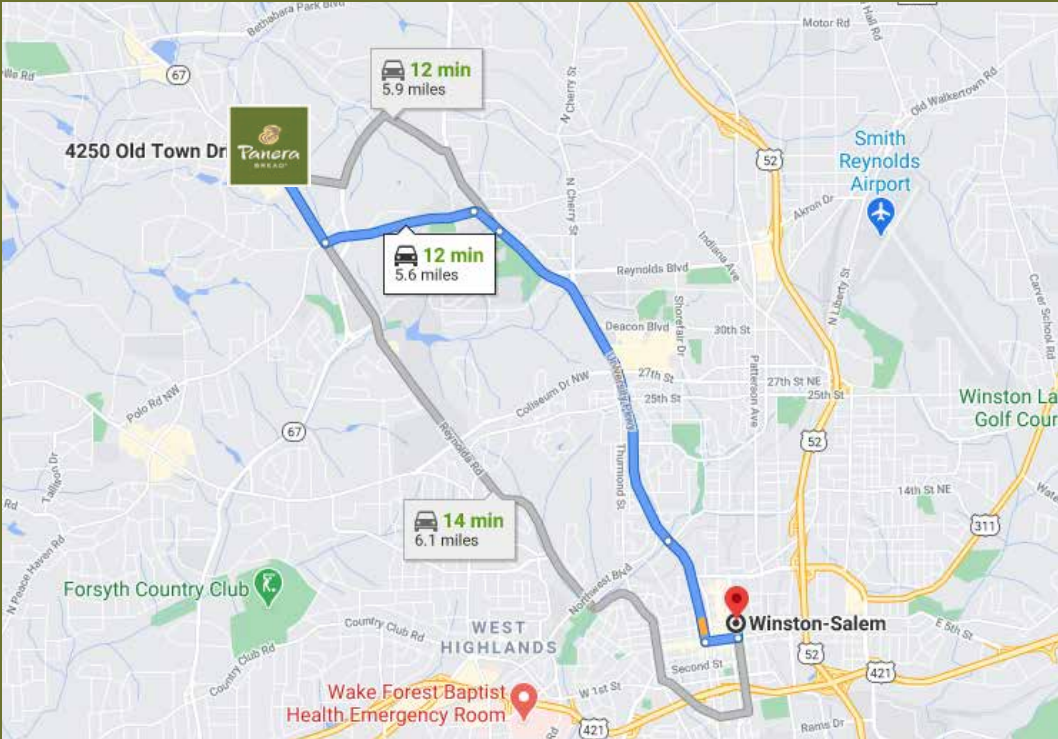 Bethabara Park Blvd
Motor Rd
67
12 min
5.9 miles
N Cherry St
Old Walkertown Rd
4250 Old Town Dr
Panera
BREAD
52
Smith
Reynolds
Airport
Akron Dr
N Cherry St
12 min
5.6 miles
Indiana Ave
Reynolds Blvd
N Liberty St
Carver School Rd
Deacon Blvd
Shorefair Dr
30th St
University Pkwy
27th St
Patterson Ave
27th St NE
25th St
25th St
Coliseum Dr NW
Polo Rd NW
Winston La
Golf Cour
67
Reynolda Rd
52
Tallison Dr
Rd
Thurmond St
14th St NE
14 min
6.1 miles
311
N Peace Haven Rd
Forsyth Country Club
Northwest Blvd
Winston-Salem
Country Club Rd
WEST
HIGHLANDS
E 5th St
Country Club Rd
Second St
52
421
W 1st St
Wake Forest Baptist
Health Emergency Room
421
Rams Dr